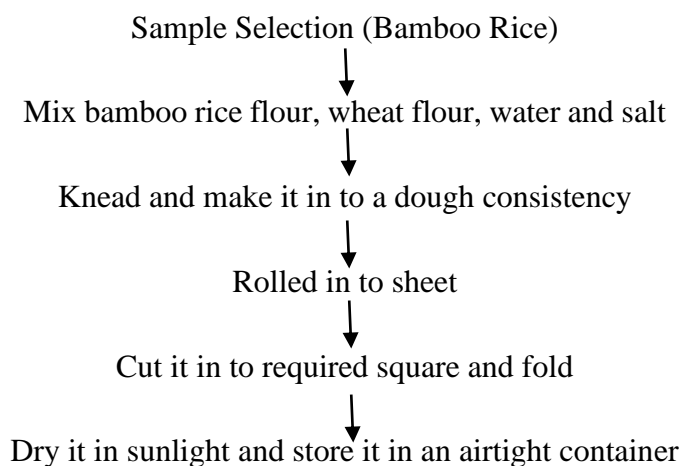 Sample Selection (Bamboo Rice)
Mix bamboo rice flour, wheat flour, water and salt
Knead and make it in to a dough consistency
Rolled in to sheet
Cut it in to required square and fold
Dry it in sunlight and store it in an airtight container